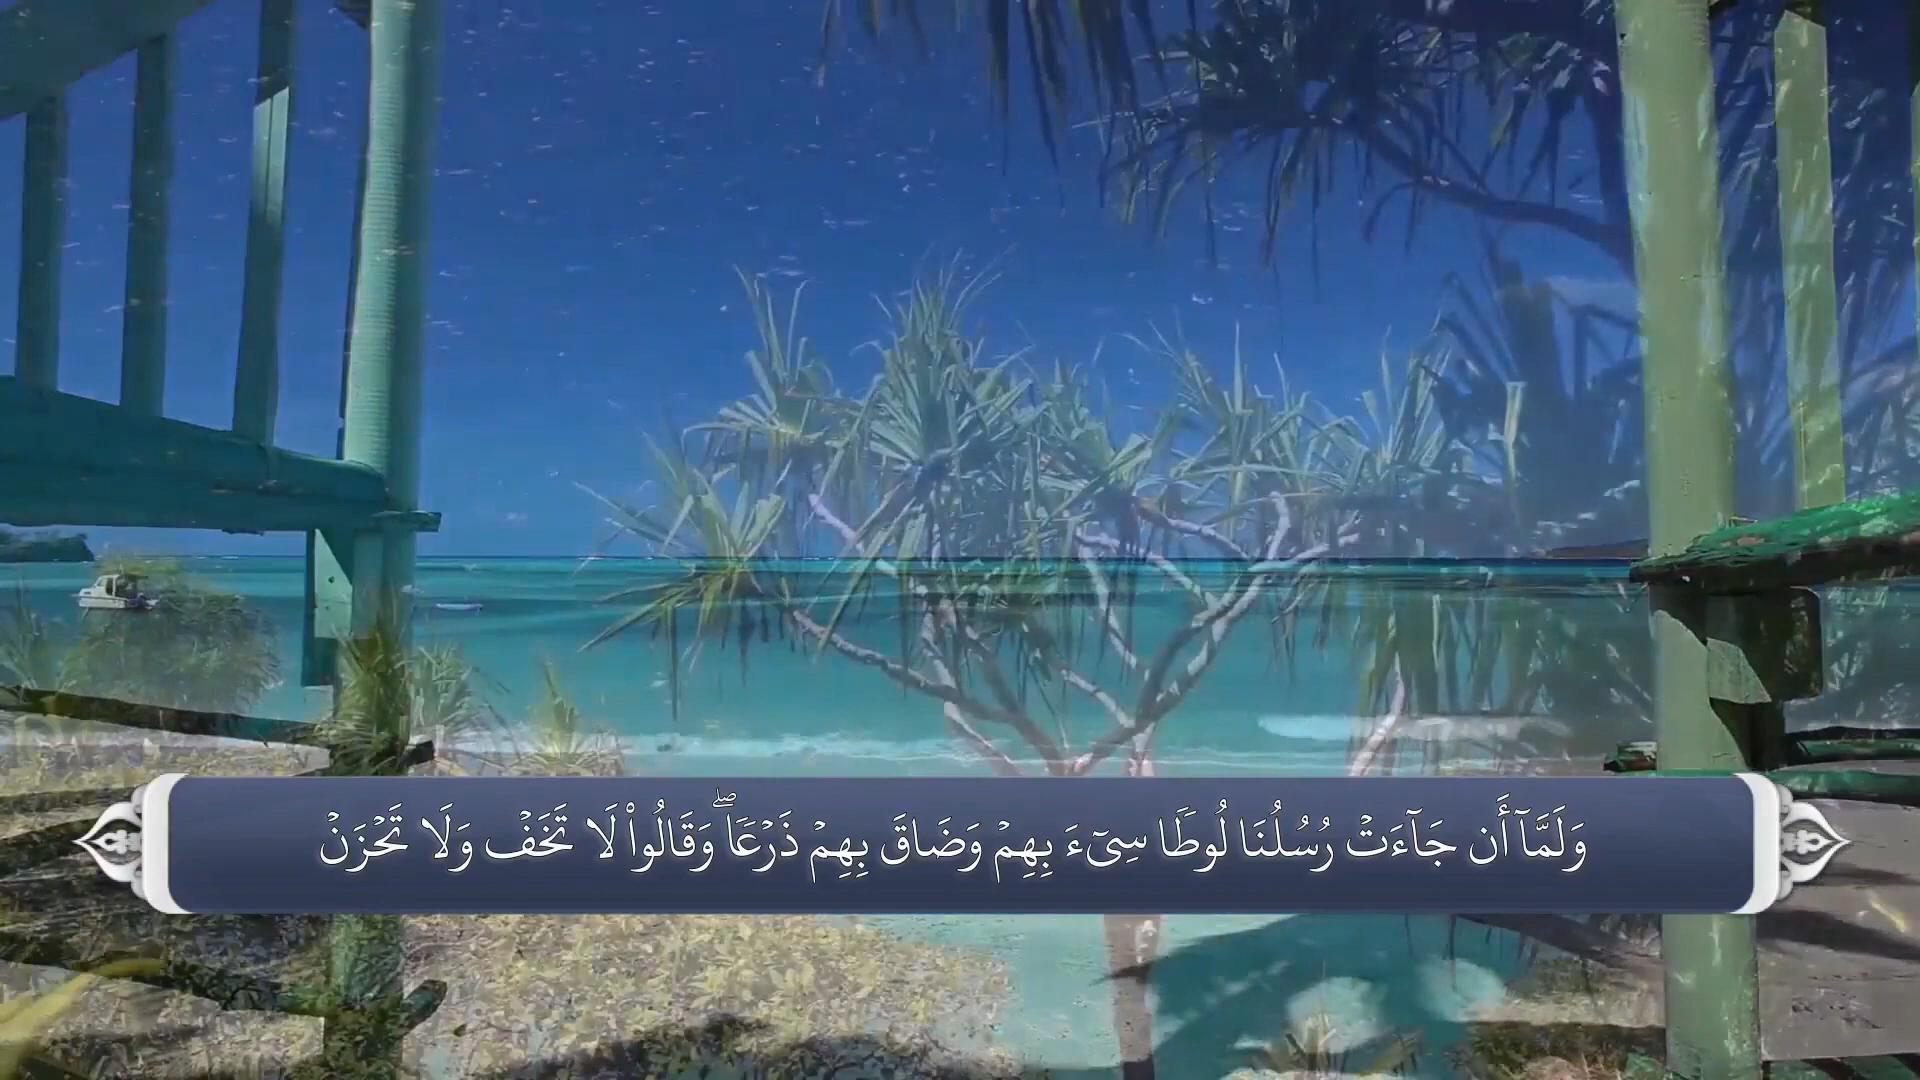 وَلَمَّآ أَن جَآءَتۡ رُسُلُنَا لُوطٗا سِيٓءَ بِهِمۡ وَضَاقَ بِهِمۡ ذَرۡعٗاۖ وَقَالُواْ لَا تَخَفۡ وَلَا تَحۡزَنۡ